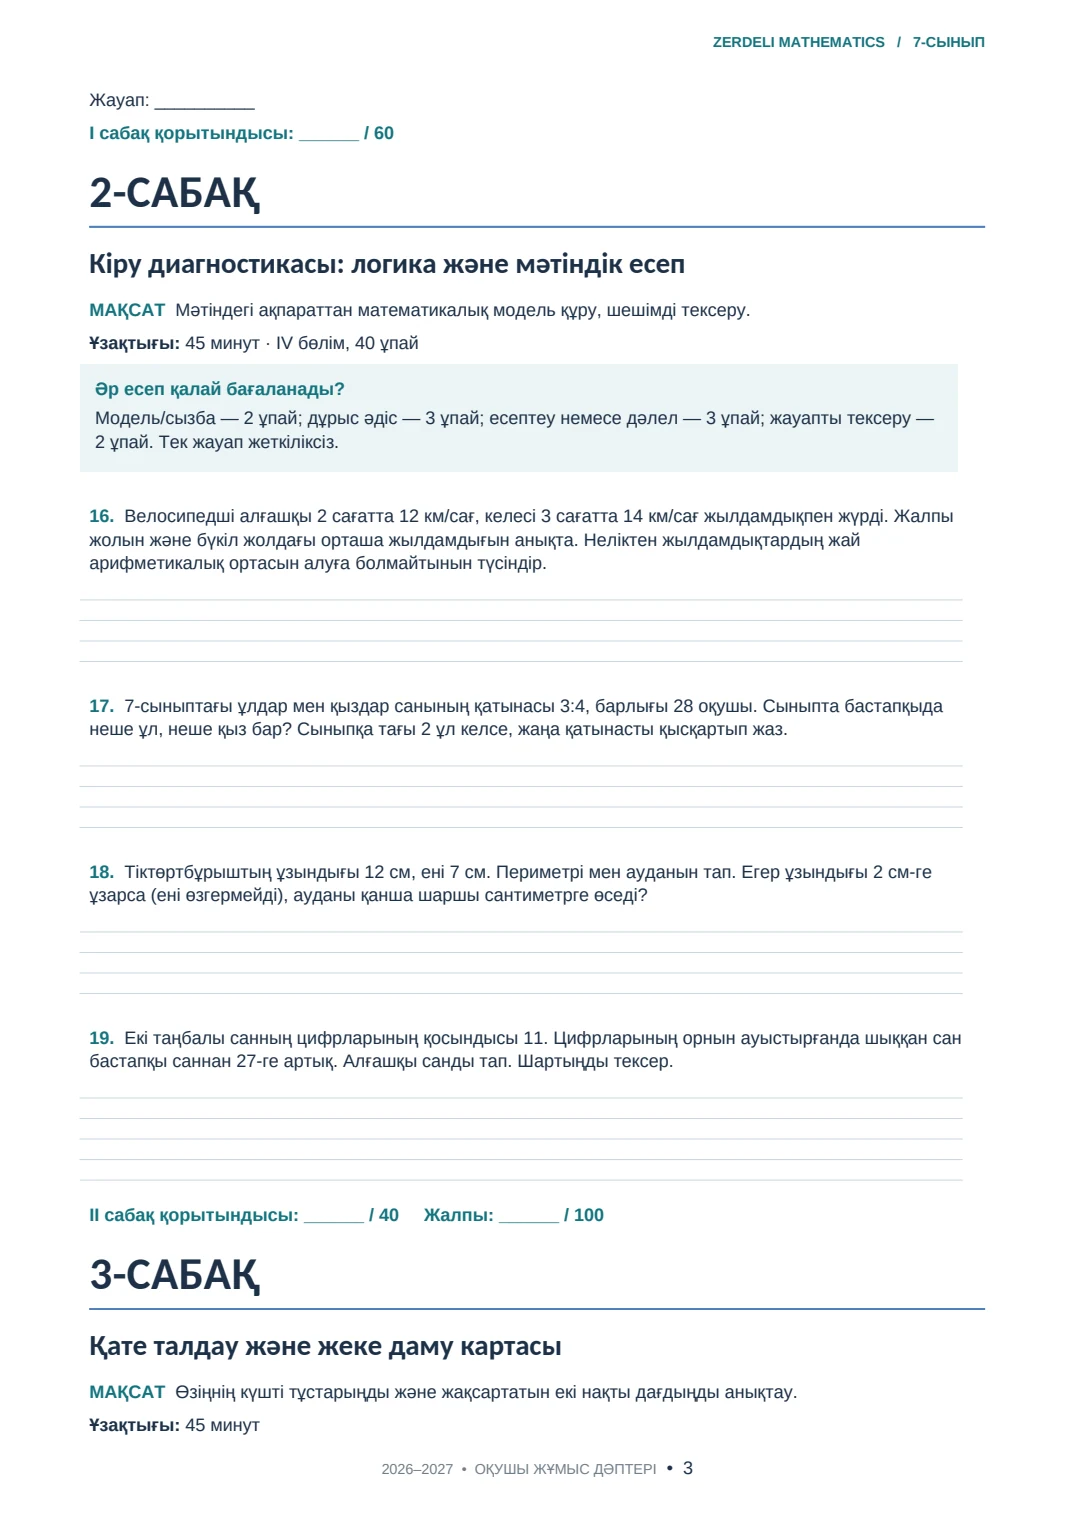 ZERDELI MATHEMATICS / 7-СЫНЫП
Жауап: __________
I сабақ қорытындысы: ______ / 60
2-САБАҚ
Кіру диагностикасы: логика және мәтіндік есеп
МАҚСАТ Мәтіндегі ақпараттан математикалық модель құру, шешімді тексеру.
Ұзақтығы: 45 минут · IV бөлім, 40 ұпай
Әр есеп қалай бағаланады?
Модель/сызба — 2 ұпай; дұрыс әдіс — 3 ұпай; есептеу немесе дәлел — 3 ұпай; жауапты тексеру —
2 ұпай. Тек жауап жеткіліксіз.
16. Велосипедші алғашқы 2 сағатта 12 км/сағ, келесі 3 сағатта 14 км/сағ жылдамдықпен жүрді. Жалпы
жолын және бүкіл жолдағы орташа жылдамдығын анықта. Неліктен жылдамдықтардың жай
арифметикалық ортасын алуға болмайтынын түсіндір.
17. 7-сыныптағы ұлдар мен қыздар санының қатынасы 3:4, барлығы 28 оқушы. Сыныпта бастапқыда
неше ұл, неше қыз бар? Сыныпқа тағы 2 ұл келсе, жаңа қатынасты қысқартып жаз.
18. Тіктөртбұрыштың ұзындығы 12 см, ені 7 см. Периметрі мен ауданын тап. Егер ұзындығы 2 см-ге
ұзарса (ені өзгермейді), ауданы қанша шаршы сантиметрге өседі?
19. Екі таңбалы санның цифрларының қосындысы 11. Цифрларының орнын ауыстырғанда шыққан сан
бастапқы саннан 27-ге артық. Алғашқы санды тап. Шартыңды тексер.
II сабақ қорытындысы: ______ / 40 Жалпы: ______ / 100
3-САБАҚ
Қате талдау және жеке даму картасы
МАҚСАТ Өзіңнің күшті тұстарыңды және жақсартатын екі нақты дағдыңды анықтау.
Ұзақтығы: 45 минут
2026–2027 • ОҚУШЫ ЖҰМЫС ДӘПТЕРІ • 3